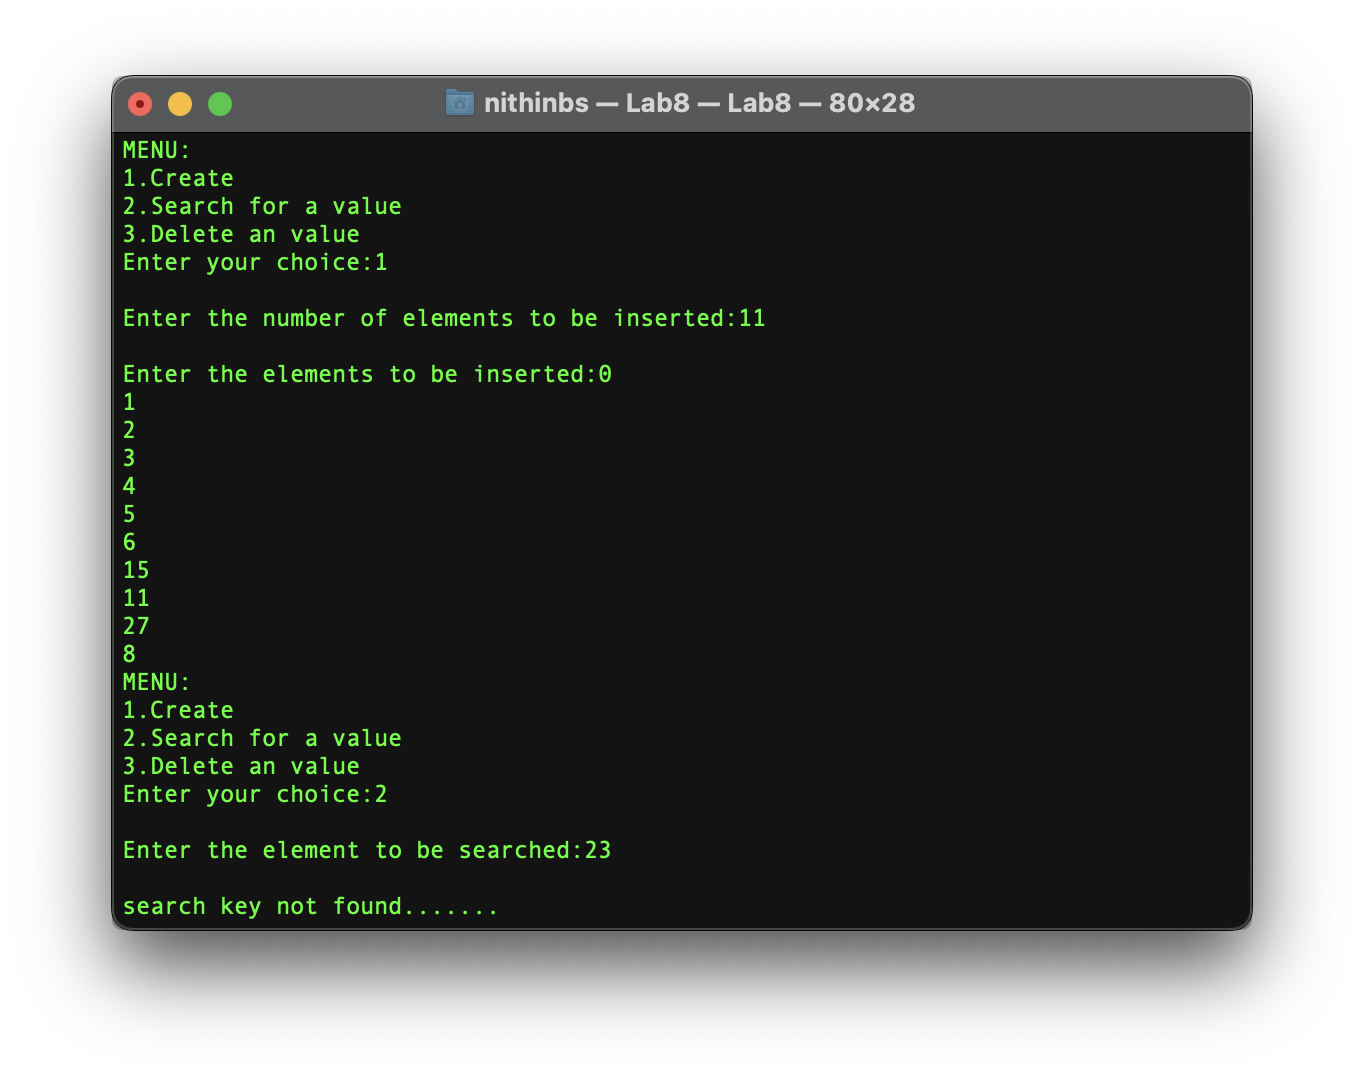 nithinbs — Lab8 — Lab8 — 80×28
MENU:
1.Create
2.Search for a value
3.Delete an value
Enter your choice:1
Enter the number of elements to be inserted:11
Enter the elements to be inserted:0
1
2
3
4
5
6
15
11
27
8
MENU:
1.Create
2.Search for a value
3.Delete an value
Enter your choice:2
Enter the element to be searched:23
search key not found.......